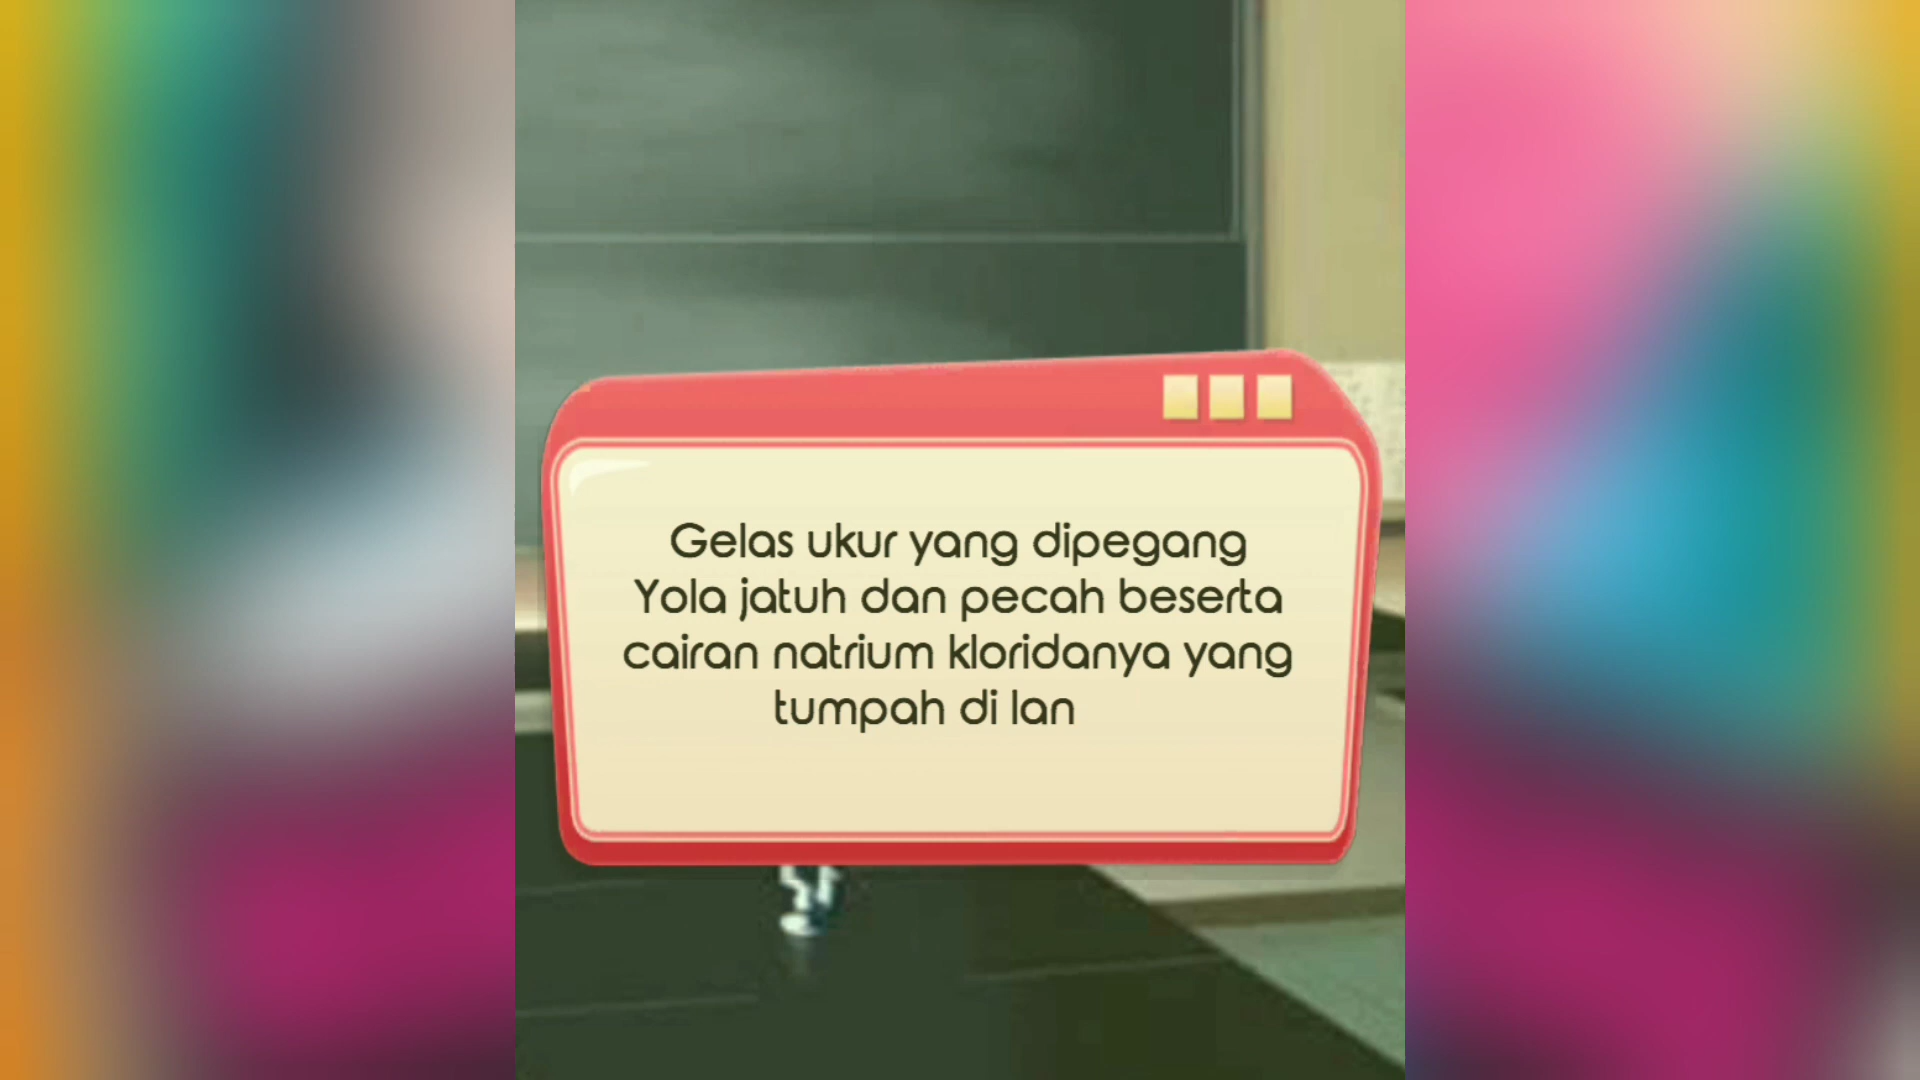 Gelas ukur yang dipegang
Yola jatuh dan pecah beserta
cairan natrium kloridanya yang
tumpah di lan